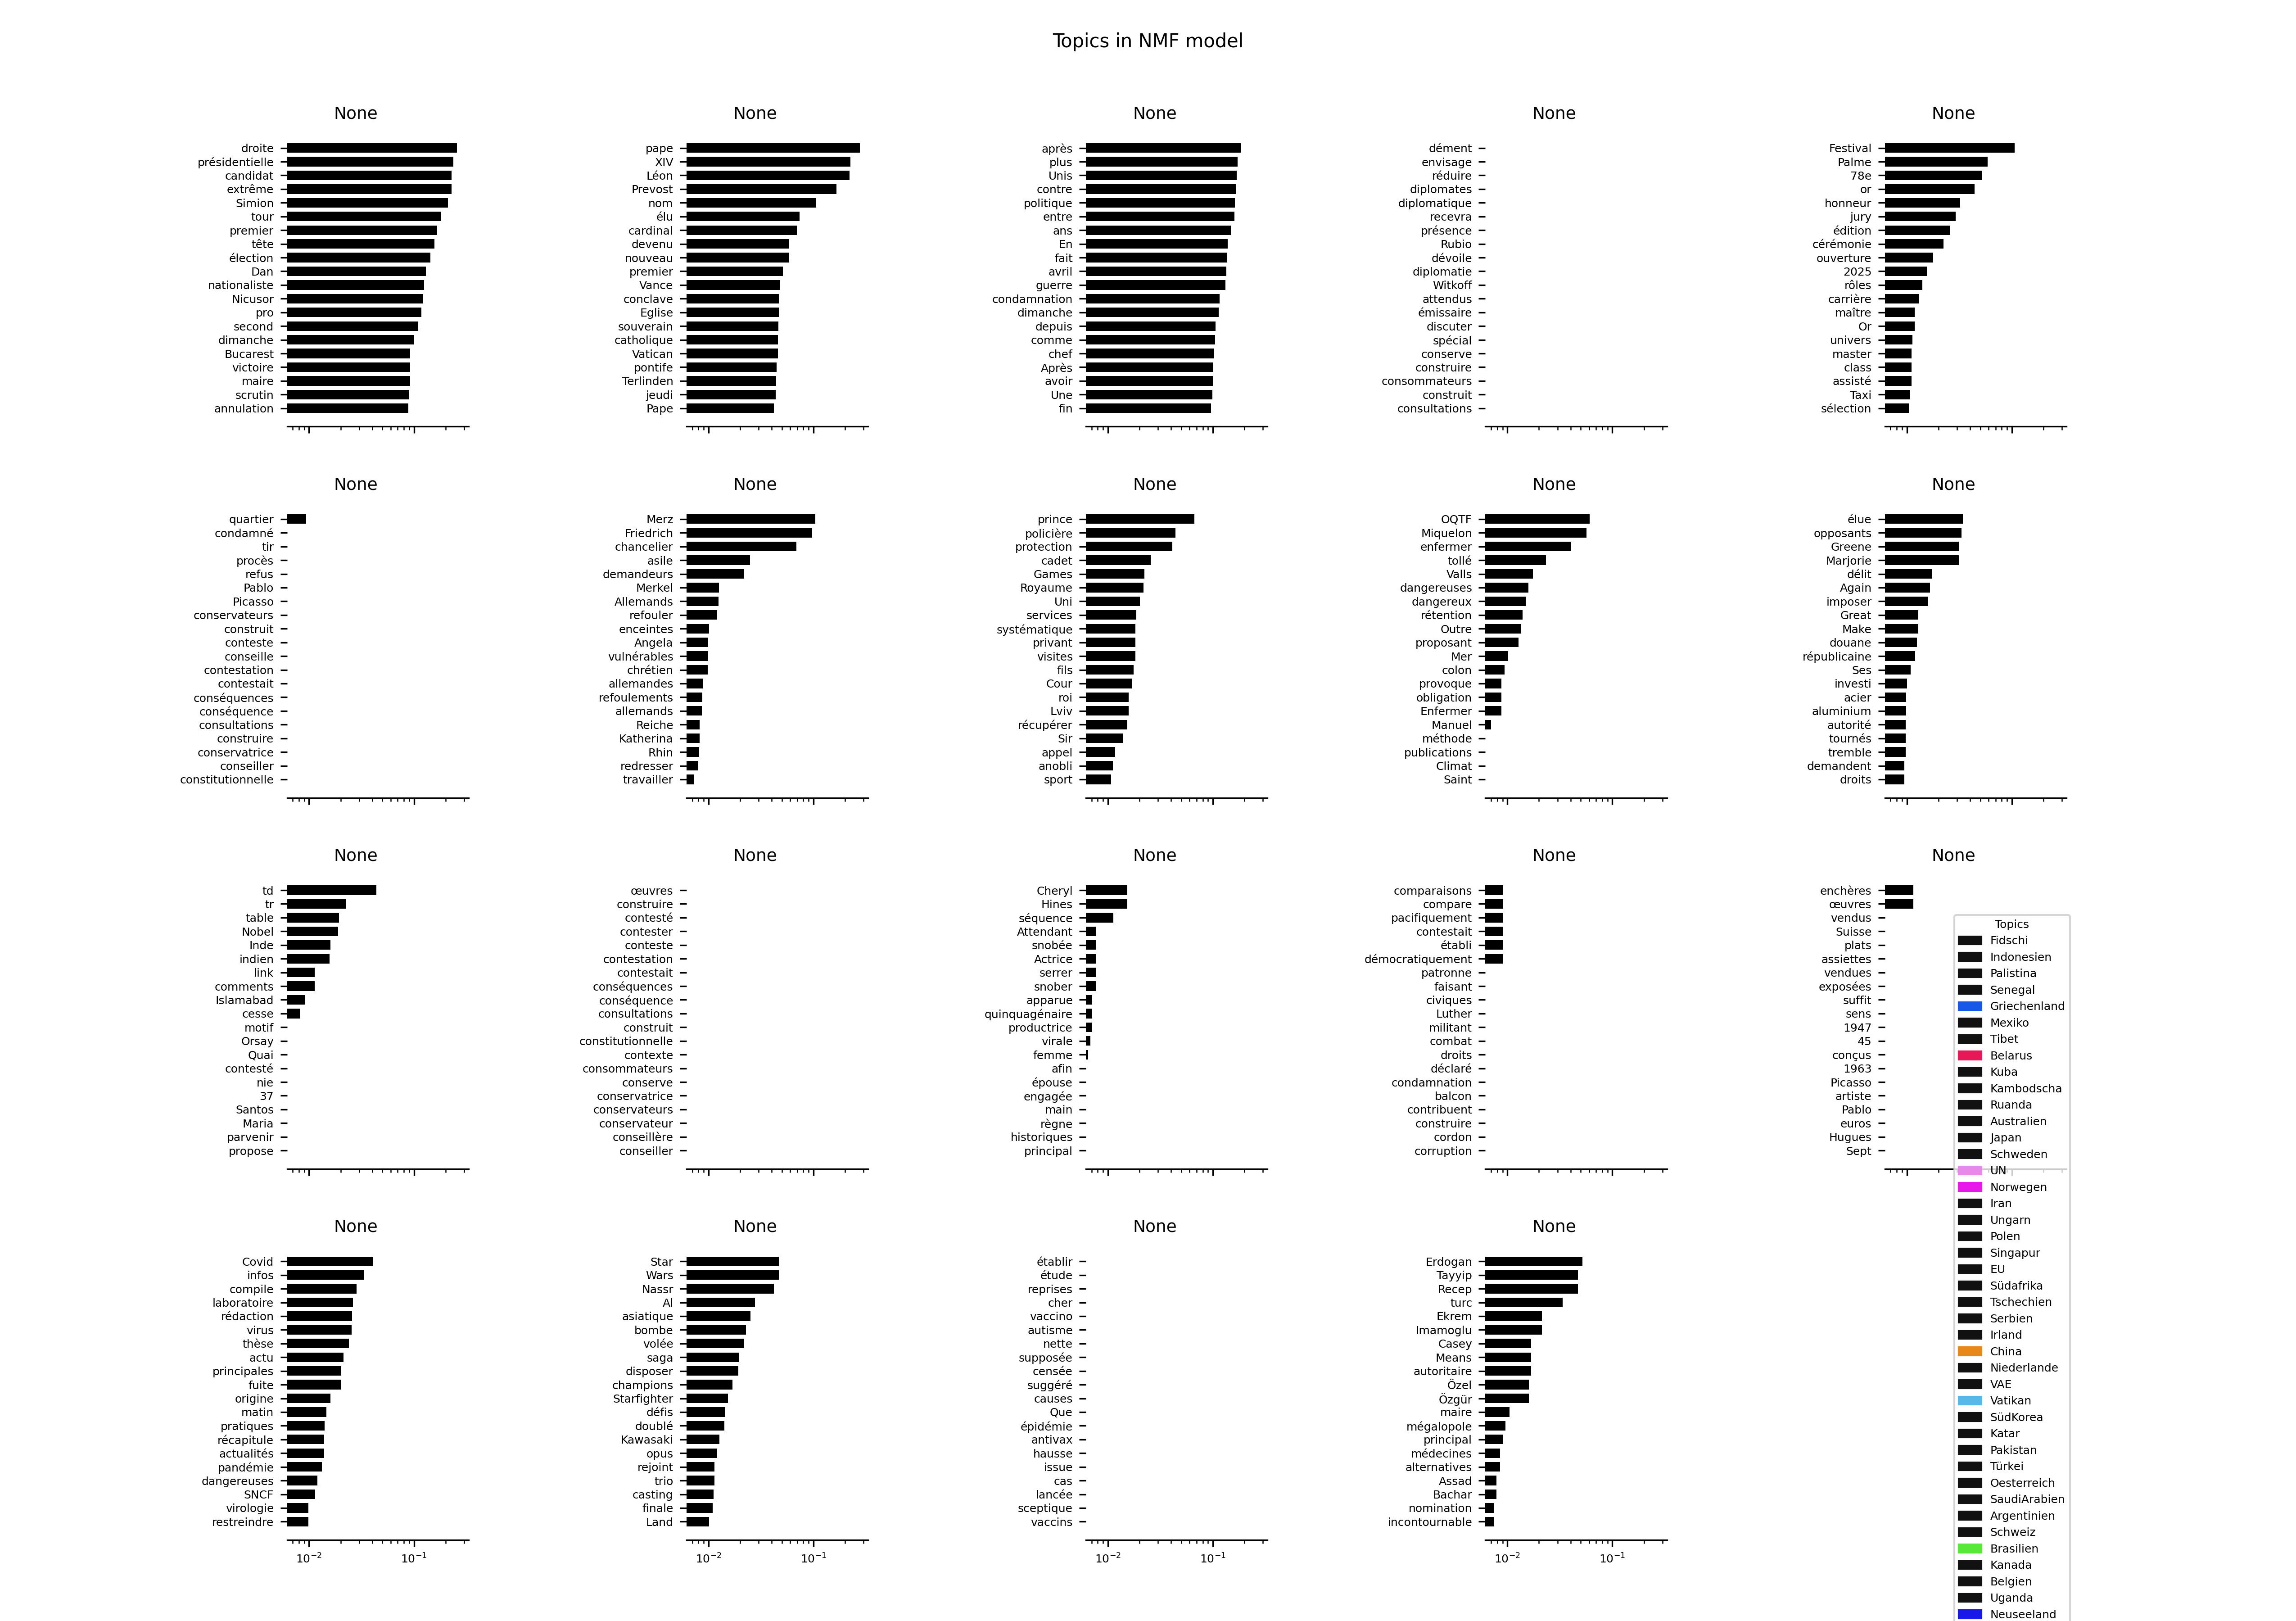 Topics in NMF model
None
droite
présidentielle
candidat
extrême
Simion
tour
premier
tête
élection
Dan
nationaliste
Nicusor
pro
second
dimanche
Bucarest
victoire
maire
scrutin
annulation
None
pape
XIV
Léon
Prevost
nom
élu
cardinal
devenu
nouveau
premier
Vance
conclave
Eglise
souverain
catholique
Vatican
pontife
Terlinden
jeudi
Pape
None
après
plus
Unis
contre
politique
entre
ans
En
fait
avril
guerre
condamnation
dimanche
depuis
comme
chef
Après
avoir
Une
fin
None
dément
envisage
réduire
diplomates
diplomatique
recevra
présence
Rubio
dévoile
diplomatie
Witkoff
attendus
émissaire
discuter
spécial
conserve
construire
consommateurs
construit
consultations
None
Festival
Palme
78e
or
honneur
jury
édition
cérémonie
ouverture
2025
rôles
carrière
maître
Or
univers
master
class
assisté
Taxi
sélection
None
quartier
condamné
tir
procès
refus
Pablo
Picasso
conservateurs
construit
conteste
conseille
contestation
contestait
conséquences
conséquence
consultations
construire
conservatrice
conseiller
constitutionnelle
None
Merz
Friedrich
chancelier
asile
demandeurs
Merkel
Allemands
refouler
enceintes
Angela
vulnérables
chrétien
allemandes
refoulements
allemands
Reiche
Katherina
Rhin
redresser
travailler
None
prince
policière
protection
cadet
Games
Royaume
Uni
services
systématique
privant
visites
fils
Cour
roi
Lviv
récupérer
Sir
appel
anobli
sport
None
OQTF
Miquelon
enfermer
tollé
Valls
dangereuses
dangereux
rétention
Outre
proposant
Mer
colon
provoque
obligation
Enfermer
Manuel
méthode
publications
Climat
Saint
None
élue
opposants
Greene
Marjorie
délit
Again
imposer
Great
Make
douane
républicaine
Ses
investi
acier
aluminium
autorité
tournés
tremble
demandent
droits
None
td
tr
table
Nobel
Inde
indien
link
comments
Islamabad
cesse
motif
Orsay
Quai
contesté
nie
37
Santos
Maria
parvenir
propose
None
œuvres
construire
contesté
contester
conteste
contestation
contestait
conséquences
conséquence
consultations
construit
constitutionnelle
contexte
consommateurs
conserve
conservatrice
conservateurs
conservateur
conseillère
conseiller
None
Cheryl
Hines
séquence
Attendant
snobée
Actrice
serrer
snober
apparue
quinquagénaire
productrice
virale
femme
afin
épouse
engagée
main
règne
historiques
principal
None
comparaisons
compare
pacifiquement
contestait
établi
démocratiquement
patronne
faisant
civiques
Luther
militant
combat
droits
déclaré
condamnation
balcon
contribuent
construire
cordon
corruption
None
enchères
œuvres
vendus
Suisse
plats
assiettes
vendues
exposées
suffit
sens
1947
45
conçus
1963
Picasso
artiste
Pablo
euros
Hugues
Sept
None
Covid
infos
compile
laboratoire
rédaction
virus
thèse
actu
principales
fuite
origine
matin
pratiques
récapitule
actualités
pandémie
dangereuses
SNCF
virologie
restreindre
10⁻² 10⁻¹
None
Star
Wars
Nassr
Al
asiatique
bombe
volée
saga
disposer
champions
Starfighter
défis
doublé
Kawasaki
opus
rejoint
trio
casting
finale
Land
10⁻² 10⁻¹
None
établir
étude
reprises
cher
vaccino
autisme
nette
supposée
censée
suggéré
causes
Que
épidémie
antivax
hausse
issue
cas
lancée
sceptique
vaccins
10⁻² 10⁻¹
None
Erdogan
Tayyip
Recep
turc
Ekrem
Imamoglu
Casey
Means
autoritaire
Özel
Özgür
maire
mégalopole
principal
médecines
alternatives
Assad
Bachar
nomination
incontournable
10⁻² 10⁻¹
Topics
Fidschi
Indonesien
Palistina
Senegal
Griechenland
Mexiko
Tibet
Belarus
Kuba
Kambodscha
Ruanda
Australien
Japan
Schweden
UN
Norwegen
Iran
Ungarn
Polen
Singapur
EU
Südafrika
Tschechien
Serbien
Irland
China
Niederlande
VAE
Vatikan
SüdKorea
Katar
Pakistan
Türkei
Oesterreich
SaudiArabien
Argentinien
Schweiz
Brasilien
Kanada
Belgien
Uganda
Neuseeland